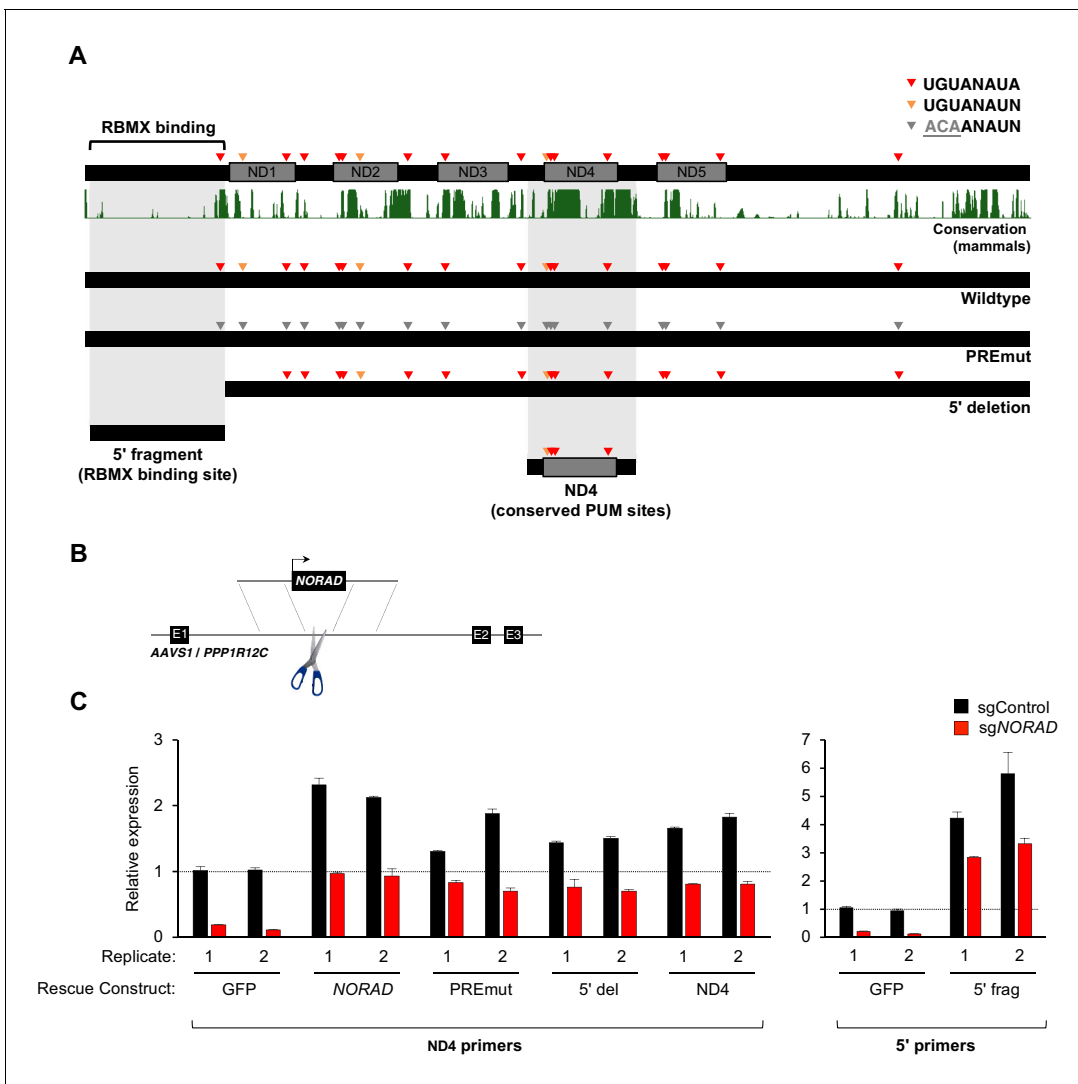 A
UGUANAUA
UGUANAUN
ACAANAUN
RBMX binding
ND1 ND2 ND3 ND4 ND5
Conservation
(mammals)
Wildtype
PREmut
5' deletion
5' fragment
(RBMX binding site)
ND4
(conserved PUM sites)
B
NORAD
E1 E2 E3
AAVS1 / PPP1R12C
C
sgControl
sgNORAD
Relative expression
3
2
1
0
7
6
5
4
3
2
1
0
Replicate: 1 2 1 2 1 2 1 2 1 2 1 2 1 2
Rescue Construct: GFP NORAD PREmut 5' del ND4 GFP 5' frag
ND4 primers 5' primers